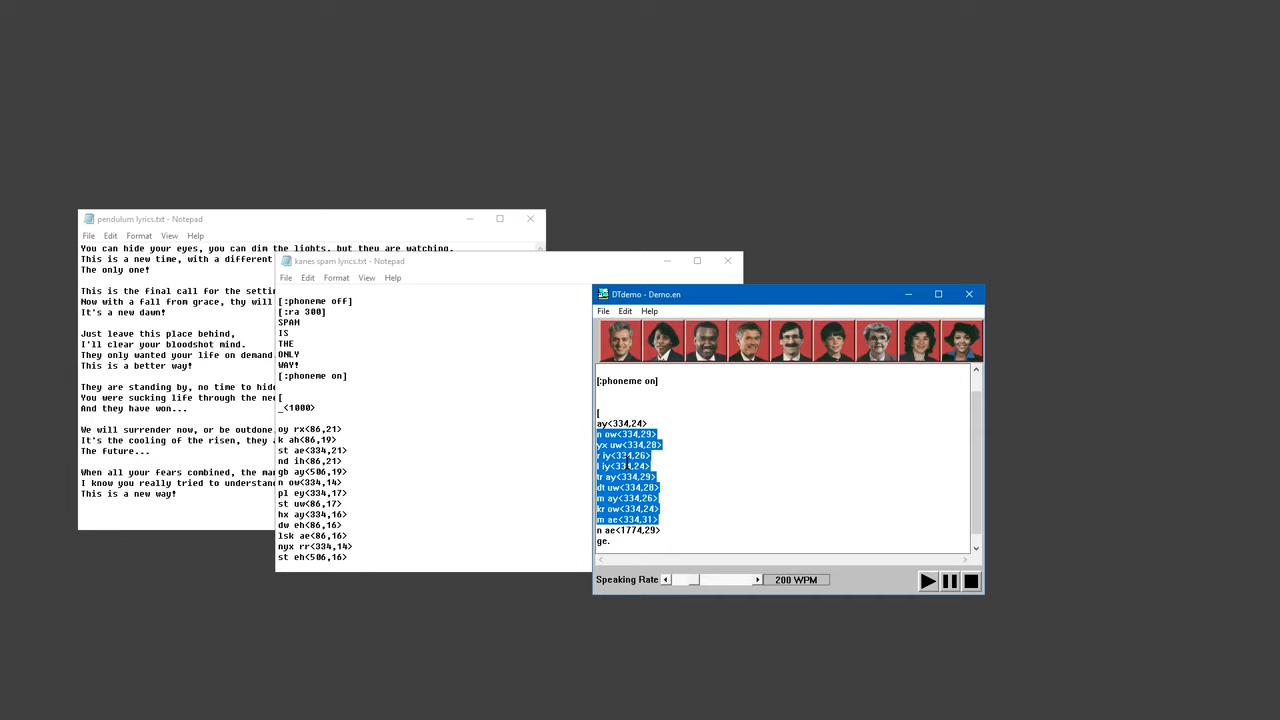 pendulum lyrics.txt - Notepad
File Edit Format View Help
You can hide your eyes, you can dim the lights, but they are watching.
This is a new time, with a different
The only one!
This is the final call for the
Now with a fall from grace, thy will
It's a new dawn!
Just leave this place behind,
I'll clear your bloodshot mind.
They only wanted your life on demand
This is a better way!
They are standing by, no time to hide
You were sucking life through the
And they have won...
We will surrender now, or be outdone
It's the cooling of the risen, they
The future...
When all your fears combined, the
I know you really tried to
This is a new way!
kanes spam lyrics.txt - Notepad
File Edit Format View Help
[:phoneme off]
[:ra 300]
SPAM
IS
THE
ONLY
WAY!
[:phoneme on]
[
_<1000>
oy rx<86,21>
k ah<86,19>
st ae<334,21>
nd ih<86,21>
gb ay<506,19>
n ow<334,14>
pl ey<334,17>
st uw<86,17>
hx ay<334,16>
dw eh<86,16>
lsk ae<86,16>
nyx rr<334,14>
st eh<506,16>
DTdemo - Demo.en
File Edit Help
[:phoneme on]
[
ay<334,24>
n ow<334,29>
yx uw<334,28>
r iy<334,26>
l iy<334,24>
tr ay<334,29>
dt uw<334,28>
m ay<334,26>
kr ow<334,24>
m ae<334,31>
n ae<1774,29>
ge.
Speaking Rate 200 WPM